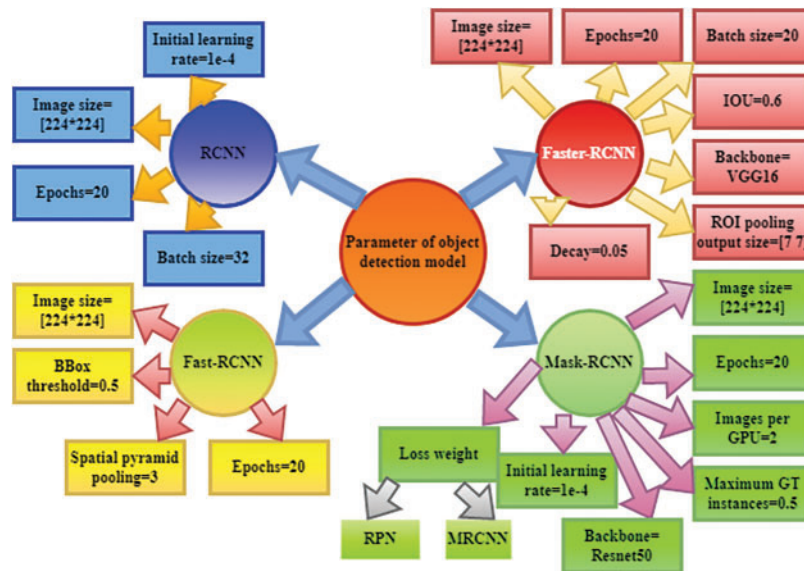 Initial learning
rate=1e-4
Image size=
[224*224]
RCNN
Epochs=20
Batch size=32
Image size=
[224*224]
Epochs=20
Batch size=20
IOU=0.6
Faster-RCNN
Backbone=
VGG16
ROI pooling
output size=[7 7]
Decay=0.05
Parameter of object
detection model
Image size=
[224*224]
Fast-RCNN
BBox
threshold=0.5
Spatial pyramid
pooling=3
Epochs=20
Image size=
[224*224]
Mask-RCNN
Epochs=20
Images per
GPU=2
Maximum GT
instances=0.5
Loss weight
Initial learning
rate=1e-4
RPN
MRCNN
Backbone=
Resnet50